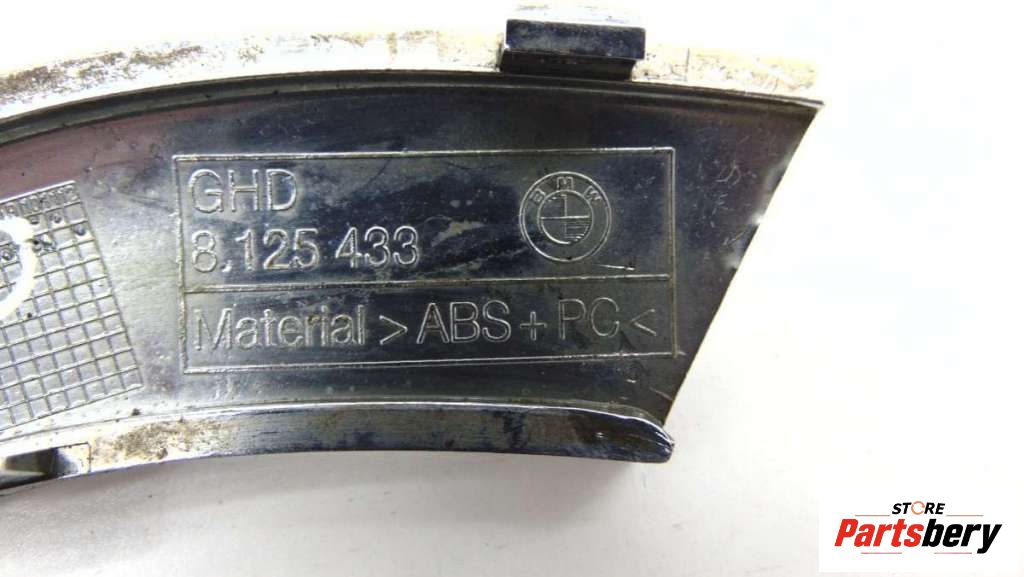 GHD
8.125 433
BMW
Material > ABS + PC <
STORE
Partsbery